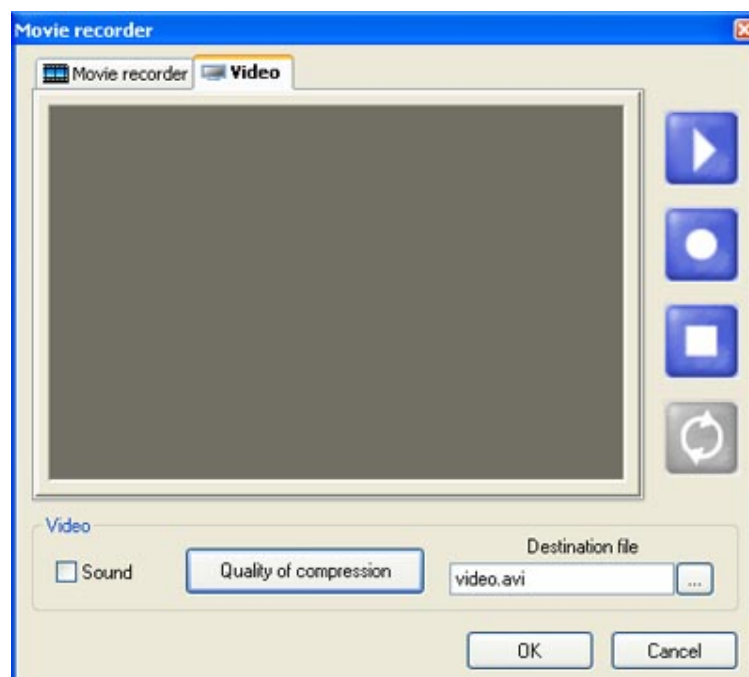 Movie recorder
Movie recorder Video
Video
Destination file
Sound Quality of compression video.avi ...
OK Cancel